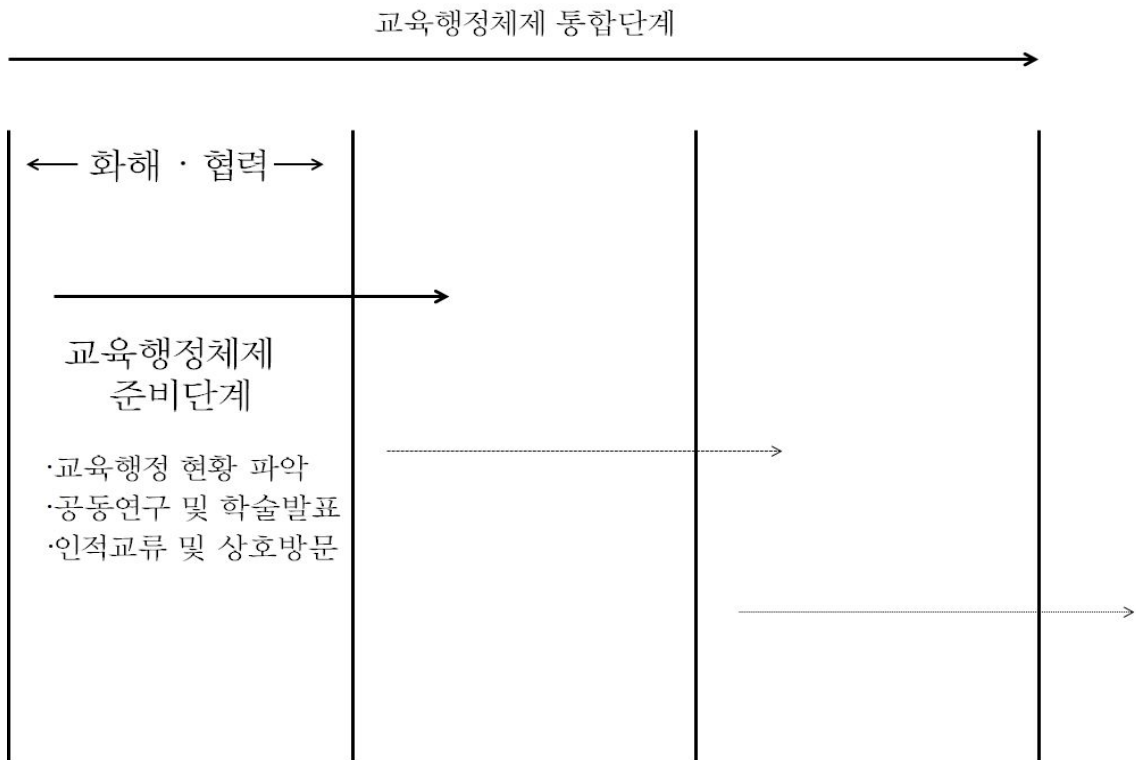 교육행정체제 통합단계
화해 · 협력
교육행정체제
준비단계
·교육행정 현황 파악
·공동연구 및 학술발표
·인적교류 및 상호방문